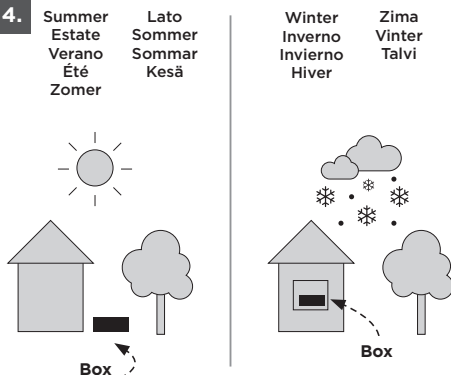 4.
Summer
Estate
Verano
Été
Zomer
Lato
Sommer
Sommar
Kesä
Box
Winter
Inverno
Invierno
Hiver
Zima
Vinter
Talvi
Box